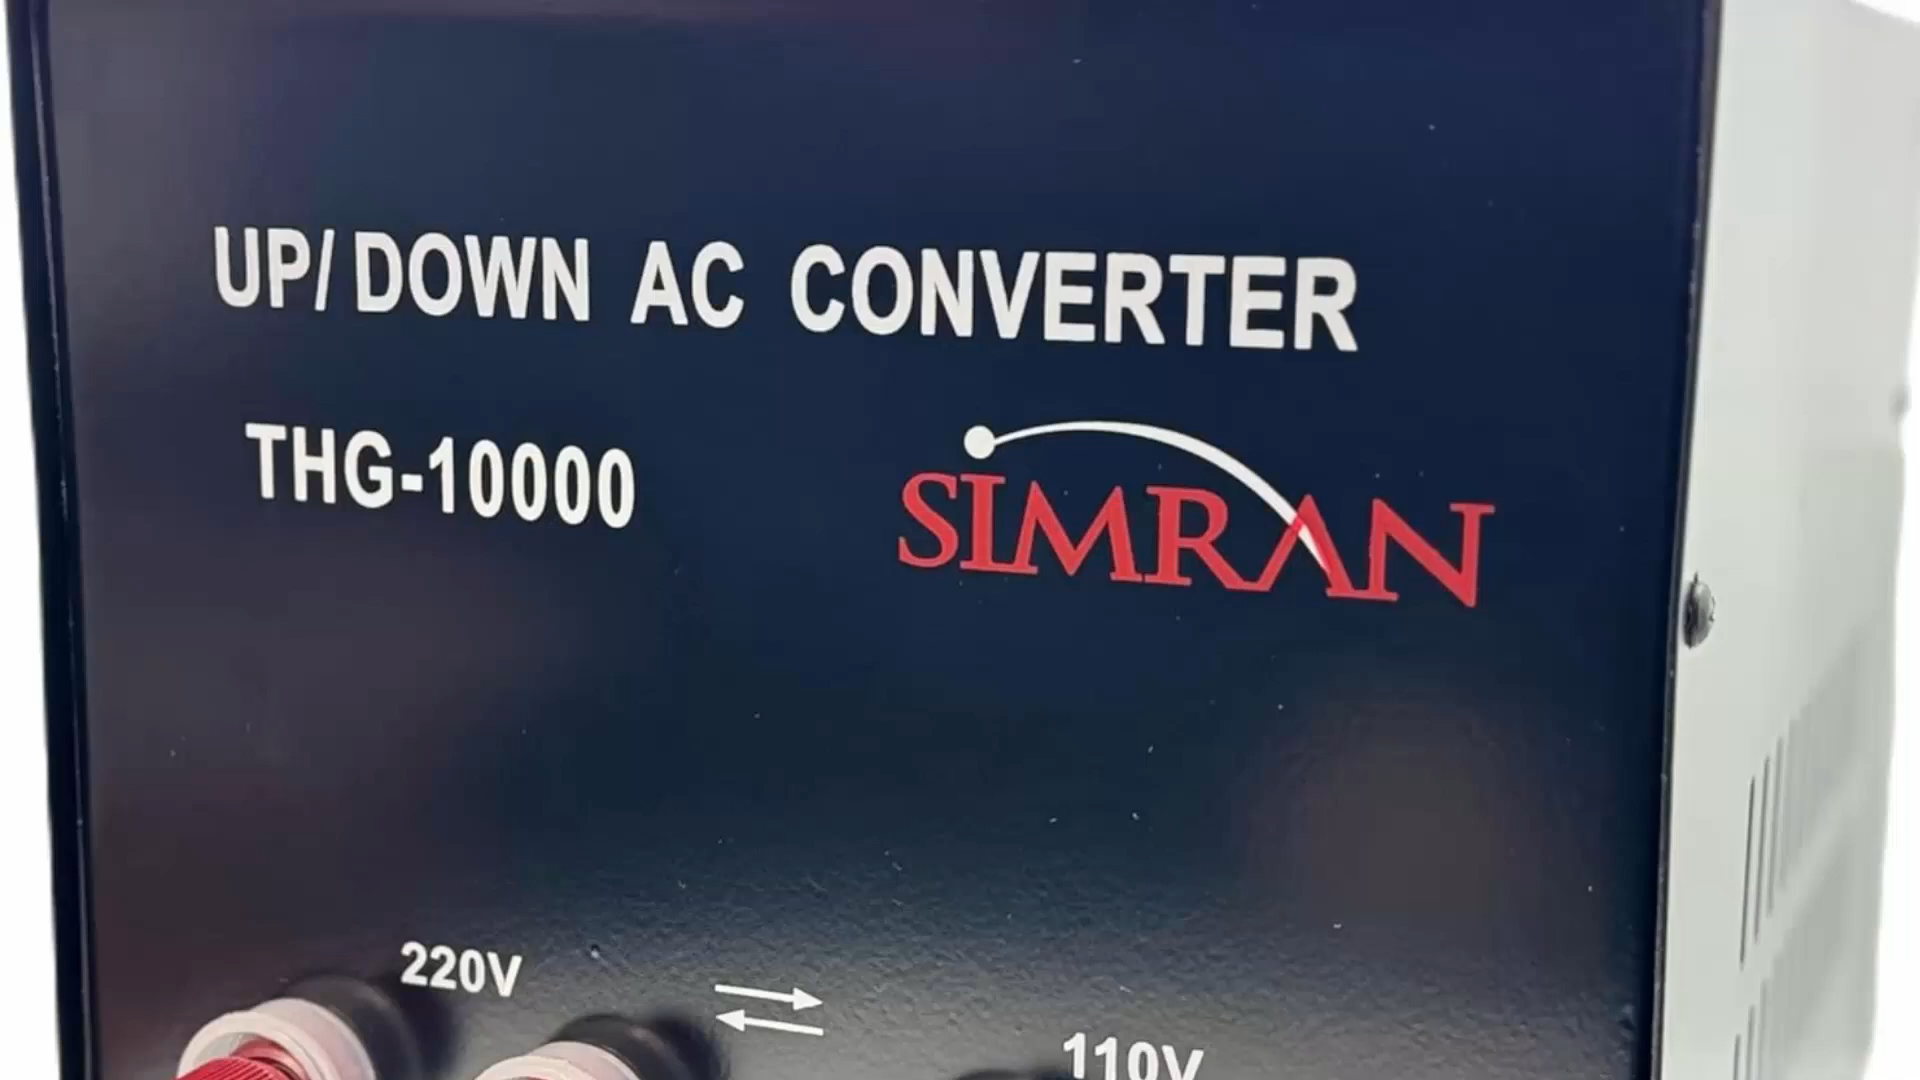 UP/ DOWN AC CONVERTER
THG-10000
SIMRAN
220V
110V